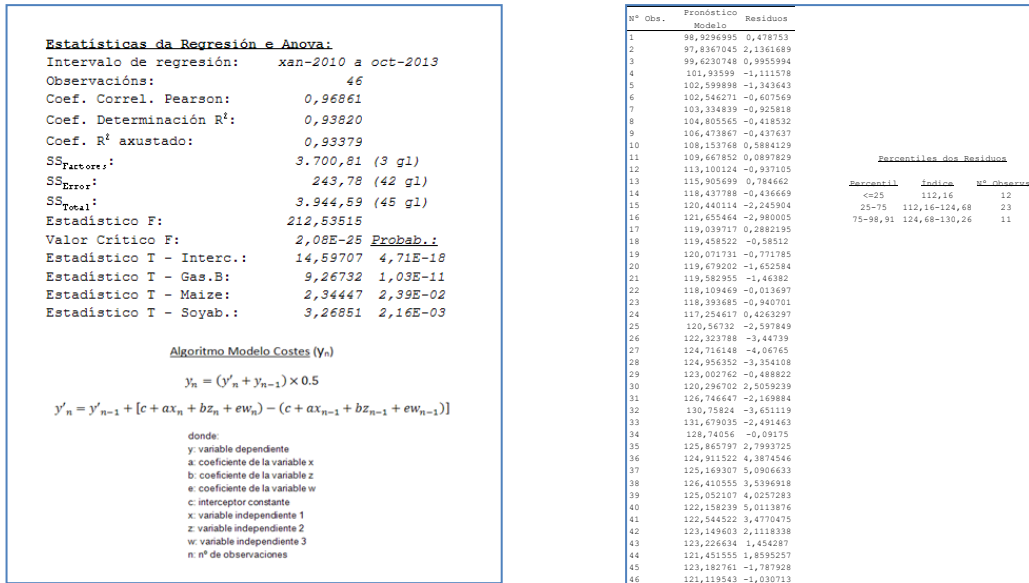 Estatísticas da Regresión e Anova:
Intervalo de regresión: xan-2010 a oct-2013
Observacións: 46
Coef. Correl. Pearson: 0,96861
Coef. Determinación R²: 0,93820
Coef. R² axustado: 0,93379
SSFactores: 3.700,81 (3 gl)
SSError: 243,78 (42 gl)
SSTotal: 3.944,59 (45 gl)
Estadístico F: 212,53515
Valor Crítico F: 2,08E-25 Probab.:
Estadístico T - Interc.: 14,59707 4,71E-18
Estadístico T - Gas.B: 9,26732 1,03E-11
Estadístico T - Maize: 2,34447 2,39E-02
Estadístico T - Soyab.: 3,26851 2,16E-03
Algoritmo Modelo Costes (yₙ)
yₙ = (y′ₙ + yₙ₋₁) × 0.5
y′ₙ = y′ₙ₋₁ + [c + axₙ + bzₙ + ewₙ) − (c + axₙ₋₁ + bzₙ₋₁ + ewₙ₋₁)]
donde:
y: variable dependiente
a: coeficiente de la variable x
b: coeficiente de la variable z
e: coeficiente de la variable w
c: interceptor constante
x: variable independiente 1
z: variable independiente 2
w: variable independiente 3
n: nº de observaciones
Nº Obs. Pronóstico Modelo Residuos
1 98,9296995 0,478753
2 97,8367045 2,1361689
3 99,6230748 0,9955994
4 101,93599 -1,111578
5 102,599898 -1,343643
6 102,546271 -0,607569
7 103,334839 -0,925818
8 104,805565 -0,418532
9 106,473867 -0,437637
10 108,153768 0,5884129
11 109,667852 0,0897829
12 113,100124 -0,937105
13 115,905699 0,784662
14 118,437788 -0,436669
15 120,440114 -2,245904
16 121,655464 -2,980005
17 119,039717 0,2882195
18 119,458522 -0,58512
19 120,071731 -0,771785
20 119,679202 -1,652584
21 119,582955 -1,46382
22 118,109469 -0,013697
23 118,393685 -0,940701
24 117,254617 0,4263297
25 120,56732 -2,597849
26 122,323788 -3,44739
27 124,716148 -4,06765
28 124,956352 -3,354108
29 123,002762 -0,488822
30 120,296702 2,5059239
31 126,746647 -2,169884
32 130,75824 -3,651119
33 131,679035 -2,491463
34 128,74056 -0,09175
35 125,865797 2,7993725
36 124,911522 4,3874546
37 125,169307 5,0906633
38 126,410555 3,5396918
39 125,052107 4,0257283
40 122,158239 5,0113876
41 122,544522 3,4770475
42 123,149603 2,1118338
43 123,226634 1,454287
44 121,451555 1,8595257
45 123,182761 -1,787928
46 121,119543 -1,030713
Percentiles dos Residuos
Percentil Índice Nº Observs
<=25 112,16 12
25-75 112,16-124,68 23
75-98,91 124,68-130,26 11